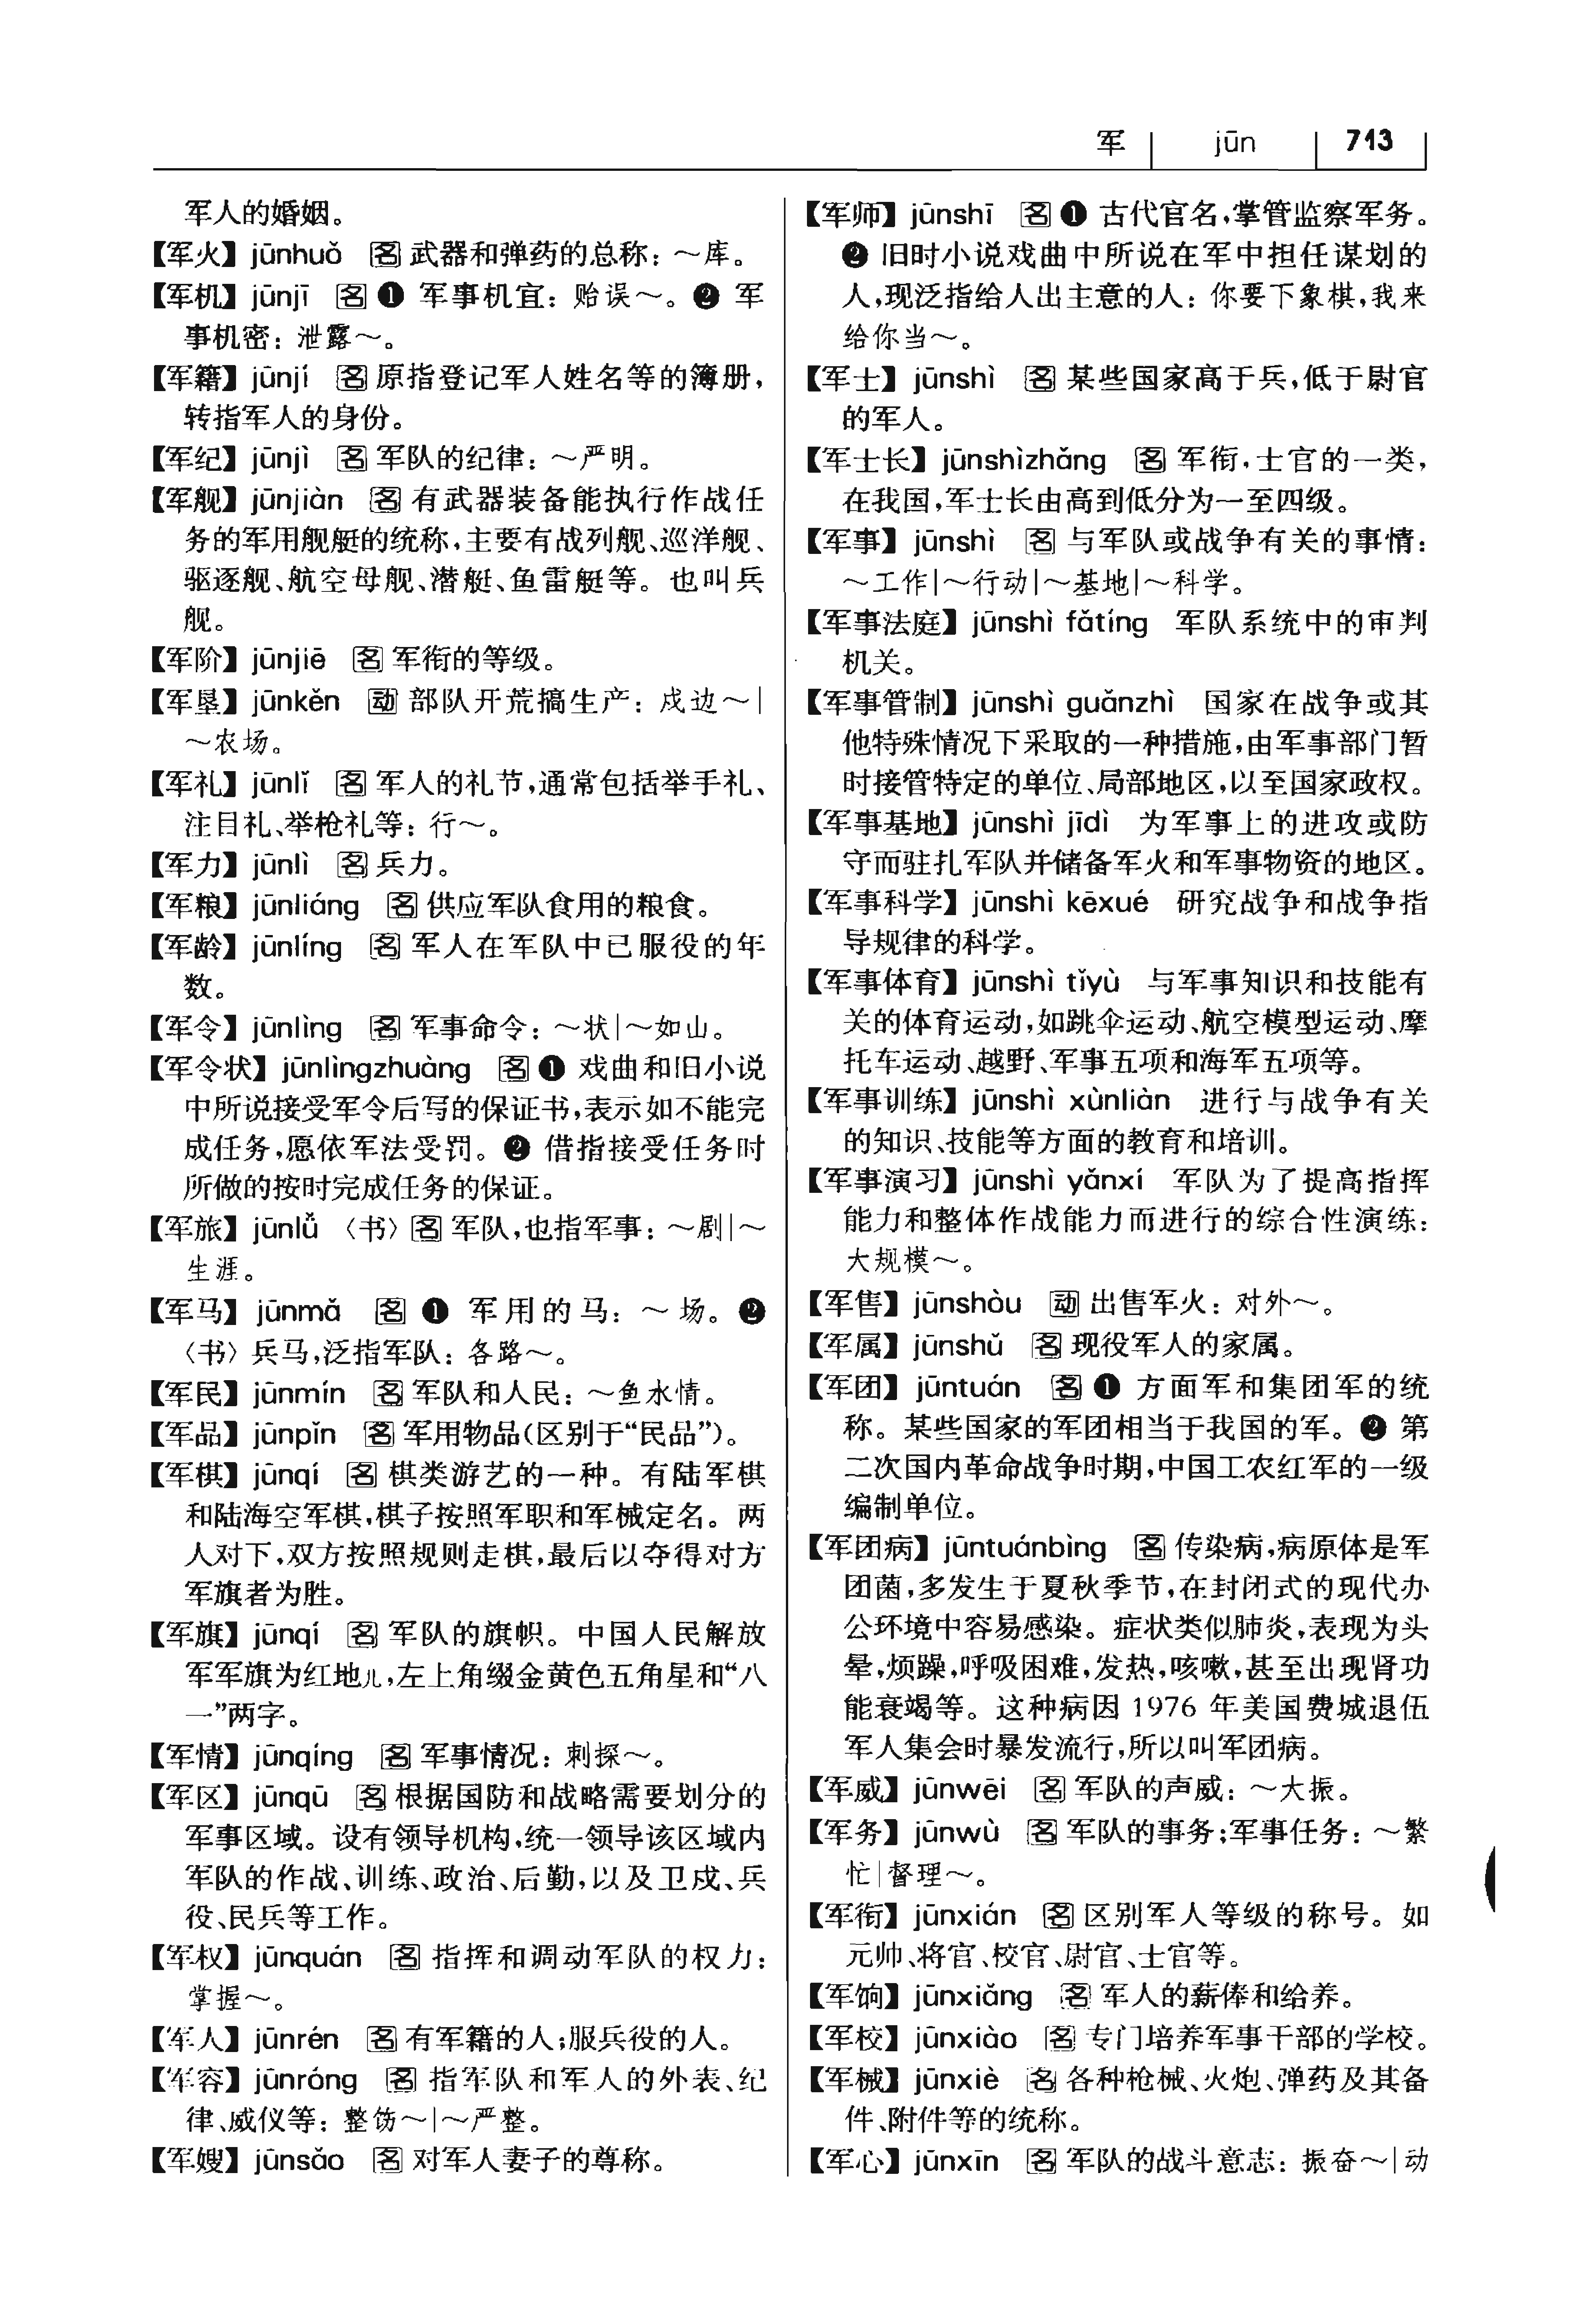 军 jūn 713
军人的婚姻。
【军火】 jūnhuǒ 名 武器和弹药的总称：～库。
【军机】 jūnjī 名 ❶ 军事机宜：贻误～。❷ 军
事机密：泄露～。
【军籍】 jūnjí 名 原指登记军人姓名等的簿册，
转指军人的身份。
【军纪】 jūnjì 名 军队的纪律：～严明。
【军舰】 jūnjiàn 名 有武器装备能执行作战任
务的军用舰艇的统称，主要有战列舰、巡洋舰、
驱逐舰、航空母舰、潜艇、鱼雷艇等。也叫兵
舰。
【军阶】 jūnjiē 名 军衔的等级。
【军垦】 jūnkěn 动 部队开荒搞生产：戍边～|
～农场。
【军礼】 jūnlǐ 名 军人的礼节，通常包括举手礼、
注目礼、举枪礼等：行～。
【军力】 jūnlì 名 兵力。
【军粮】 jūnliáng 名 供应军队食用的粮食。
【军龄】 jūnlíng 名 军人在军队中已服役的年
数。
【军令】 jūnlìng 名 军事命令：～状|～如山。
【军令状】 jūnlìngzhuàng 名 ❶ 戏曲和旧小说
中所说接受军令后写的保证书，表示如不能完
成任务，愿依军法受罚。❷ 借指接受任务时
所做的按时完成任务的保证。
【军旅】 jūnlǚ 〈书〉 名 军队，也指军事：～剧|～
生涯。
【军马】 jūnmǎ 名 ❶ 军用的马：～场。❷
〈书〉兵马，泛指军队：各路～。
【军民】 jūnmín 名 军队和人民：～鱼水情。
【军品】 jūnpǐn 名 军用物品（区别于“民品”）。
【军棋】 jūnqí 名 棋类游艺的一种。有陆军棋
和陆海空军棋，棋子按照军职和军械定名。两
人对下，双方按照规则走棋，最后以夺得对方
军旗者为胜。
【军旗】 jūnqí 名 军队的旗帜。中国人民解放
军军旗为红地儿，左上角缀金黄色五角星和“八
一”两字。
【军情】 jūnqíng 名 军事情况：刺探～。
【军区】 jūnqū 名 根据国防和战略需要划分的
军事区域。设有领导机构，统一领导该区域内
军队的作战、训练、政治、后勤，以及卫戍、兵
役、民兵等工作。
【军权】 jūnquán 名 指挥和调动军队的权力：
掌握～。
【军人】 jūnrén 名 有军籍的人；服兵役的人。
【军容】 jūnróng 名 指军队和军人的外表、纪
律、威仪等：整饬～|～严整。
【军嫂】 jūnsǎo 名 对军人妻子的尊称。
【军师】 jūnshī 名 ❶ 古代官名，掌管监察军务。
❷ 旧时小说戏曲中所说在军中担任谋划的
人，现泛指给人出主意的人：你要下象棋，我来
给你当～。
【军士】 jūnshì 名 某些国家高于兵，低于尉官
的军人。
【军士长】 jūnshìzhǎng 名 军衔，士官的一类，
在我国，军士长由高到低分为一至四级。
【军事】 jūnshì 名 与军队或战争有关的事情：
～工作|～行动|～基地|～科学。
【军事法庭】 jūnshì fǎtíng 军队系统中的审判
机关。
【军事管制】 jūnshì guǎnzhì 国家在战争或其
他特殊情况下采取的一种措施，由军事部门暂
时接管特定的单位、局部地区，以至国家政权。
【军事基地】 jūnshì jīdì 为军事上的进攻或防
守而驻扎军队并储备军火和军事物资的地区。
【军事科学】 jūnshì kēxué 研究战争和战争指
导规律的科学。
【军事体育】 jūnshì tǐyù 与军事知识和技能有
关的体育运动，如跳伞运动、航空模型运动、摩
托车运动、越野、军事五项和海军五项等。
【军事训练】 jūnshì xùnliàn 进行与战争有关
的知识、技能等方面的教育和培训。
【军事演习】 jūnshì yǎnxí 军队为了提高指挥
能力和整体作战能力而进行的综合性演练：
大规模～。
【军售】 jūnshòu 动 出售军火：对外～。
【军属】 jūnshǔ 名 现役军人的家属。
【军团】 jūntuán 名 ❶ 方面军和集团军的统
称。某些国家的军团相当于我国的军。❷ 第
二次国内革命战争时期，中国工农红军的一级
编制单位。
【军团病】 jūntuánbìng 名 传染病，病原体是军
团菌，多发生于夏秋季节，在封闭式的现代办
公环境中容易感染。症状类似肺炎，表现为头
晕，烦躁，呼吸困难，发热，咳嗽，甚至出现肾功
能衰竭等。这种病因 1976 年美国费城退伍
军人集会时暴发流行，所以叫军团病。
【军威】 jūnwēi 名 军队的声威：～大振。
【军务】 jūnwù 名 军队的事务；军事任务：～繁
忙|督理～。
【军衔】 jūnxián 名 区别军人等级的称号。如
元帅、将官、校官、尉官、士官等。
【军饷】 jūnxiǎng 名 军人的薪俸和给养。
【军校】 jūnxiào 名 专门培养军事干部的学校。
【军械】 jūnxiè 名 各种枪械、火炮、弹药及其备
件、附件等的统称。
【军心】 jūnxīn 名 军队的战斗意志：振奋～|动